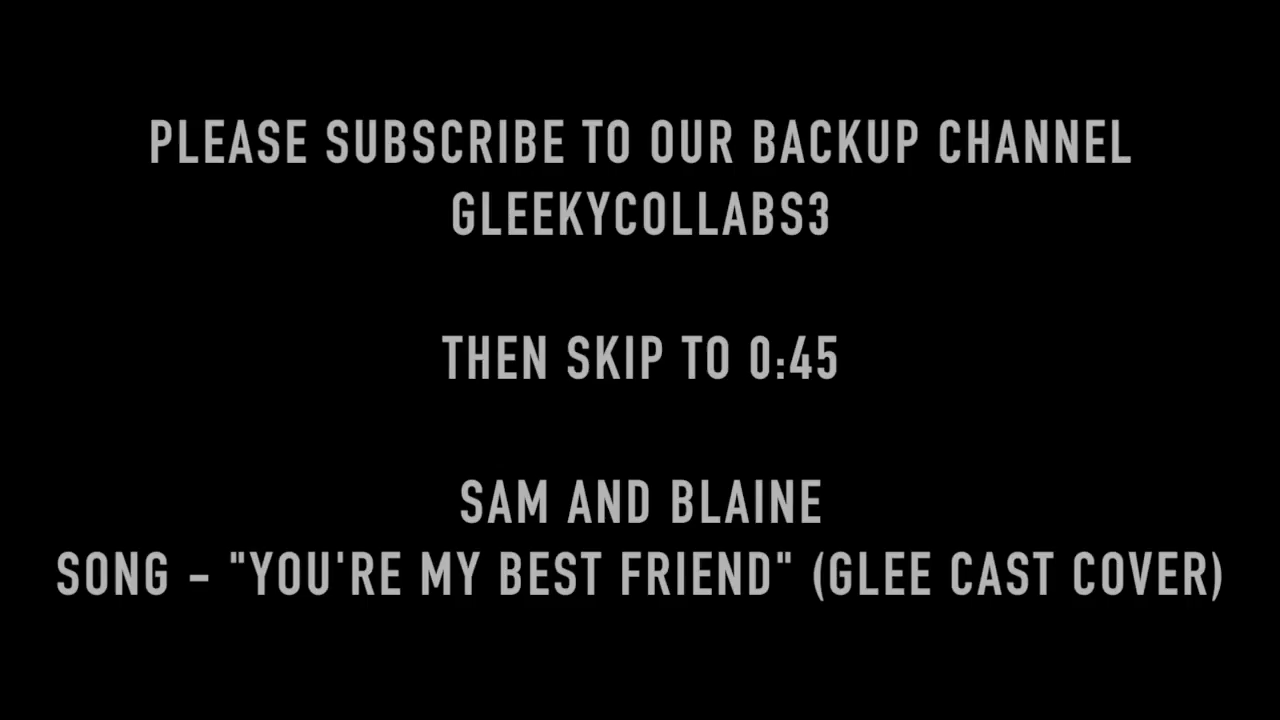 PLEASE SUBSCRIBE TO OUR BACKUP CHANNEL
GLEEKYCOLLABS3
THEN SKIP TO 0:45
SAM AND BLAINE
SONG - "YOU'RE MY BEST FRIEND" (GLEE CAST COVER)